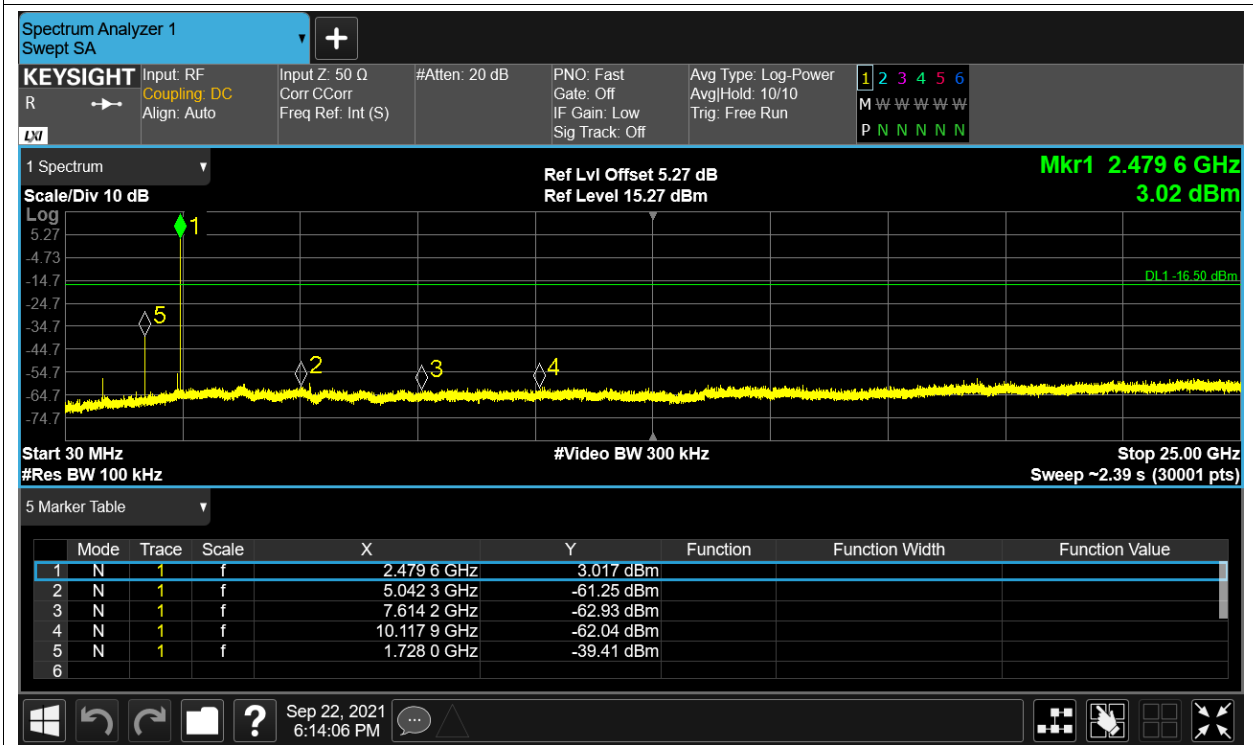 Spectrum Analyzer 1
Swept SA
+
KEYSIGHT Input: RF Input Z: 50 Ω #Atten: 20 dB PNO: Fast Avg Type: Log-Power 1 2 3 4 5 6
R Coupling: DC Corr CCorr Gate: Off Avg|Hold: 10/10 M W W W W W
Align: Auto Freq Ref: Int (S) IF Gain: Low Trig: Free Run
LXI Sig Track: Off P N N N N N
1 Spectrum Ref Lvl Offset 5.27 dB Mkr1 2.479 6 GHz
Scale/Div 10 dB Ref Level 15.27 dBm 3.02 dBm
Log
1
5.27
-4.73
-14.7 DL1 -16.50 dBm
-24.7
5
-34.7
-44.7
2 3 4
-54.7
-64.7
-74.7
Start 30 MHz #Video BW 300 kHz Stop 25.00 GHz
#Res BW 100 kHz Sweep ~2.39 s (30001 pts)
5 Marker Table
Mode Trace Scale X Y Function Function Width Function Value
1 N 1 f 2.479 6 GHz 3.017 dBm
2 N 1 f 5.042 3 GHz -61.25 dBm
3 N 1 f 7.614 2 GHz -62.93 dBm
4 N 1 f 10.117 9 GHz -62.04 dBm
5 N 1 f 1.728 0 GHz -39.41 dBm
6
? Sep 22, 2021
6:14:06 PM